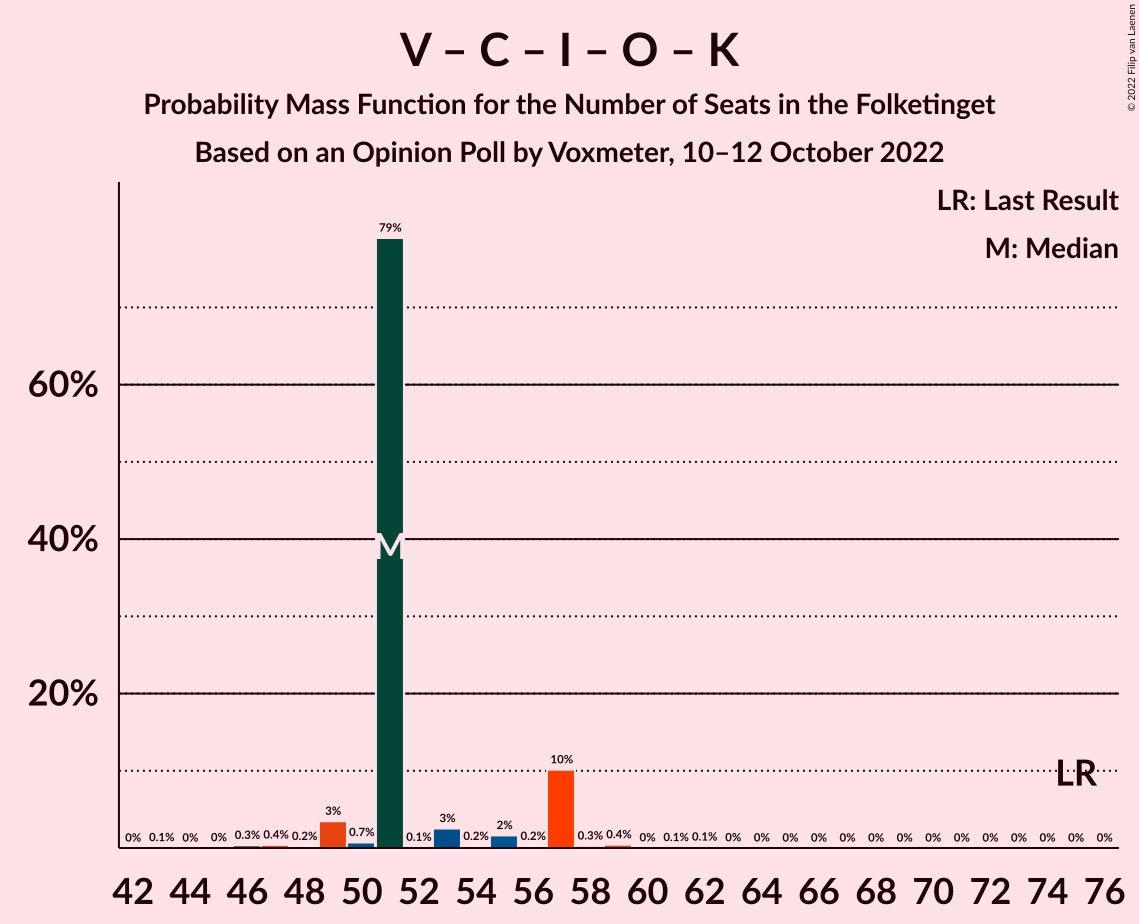 V – C – I – O – K
Probability Mass Function for the Number of Seats in the Folketinget
Based on an Opinion Poll by Voxmeter, 10–12 October 2022
© 2022 Filip van Laenen
LR: Last Result
M: Median
60%
40%
20%
0% 0.1% 0% 0% 0.3% 0.4% 0.2% 3% 0.7% 79% 0.1% 3% 0.2% 2% 0.2% 10% 0.3% 0.4% 0% 0.1% 0.1% 0% 0% 0% 0% 0% 0% 0% 0% 0% 0% 0% 0% 0% 0%
M
LR
42 44 46 48 50 52 54 56 58 60 62 64 66 68 70 72 74 76